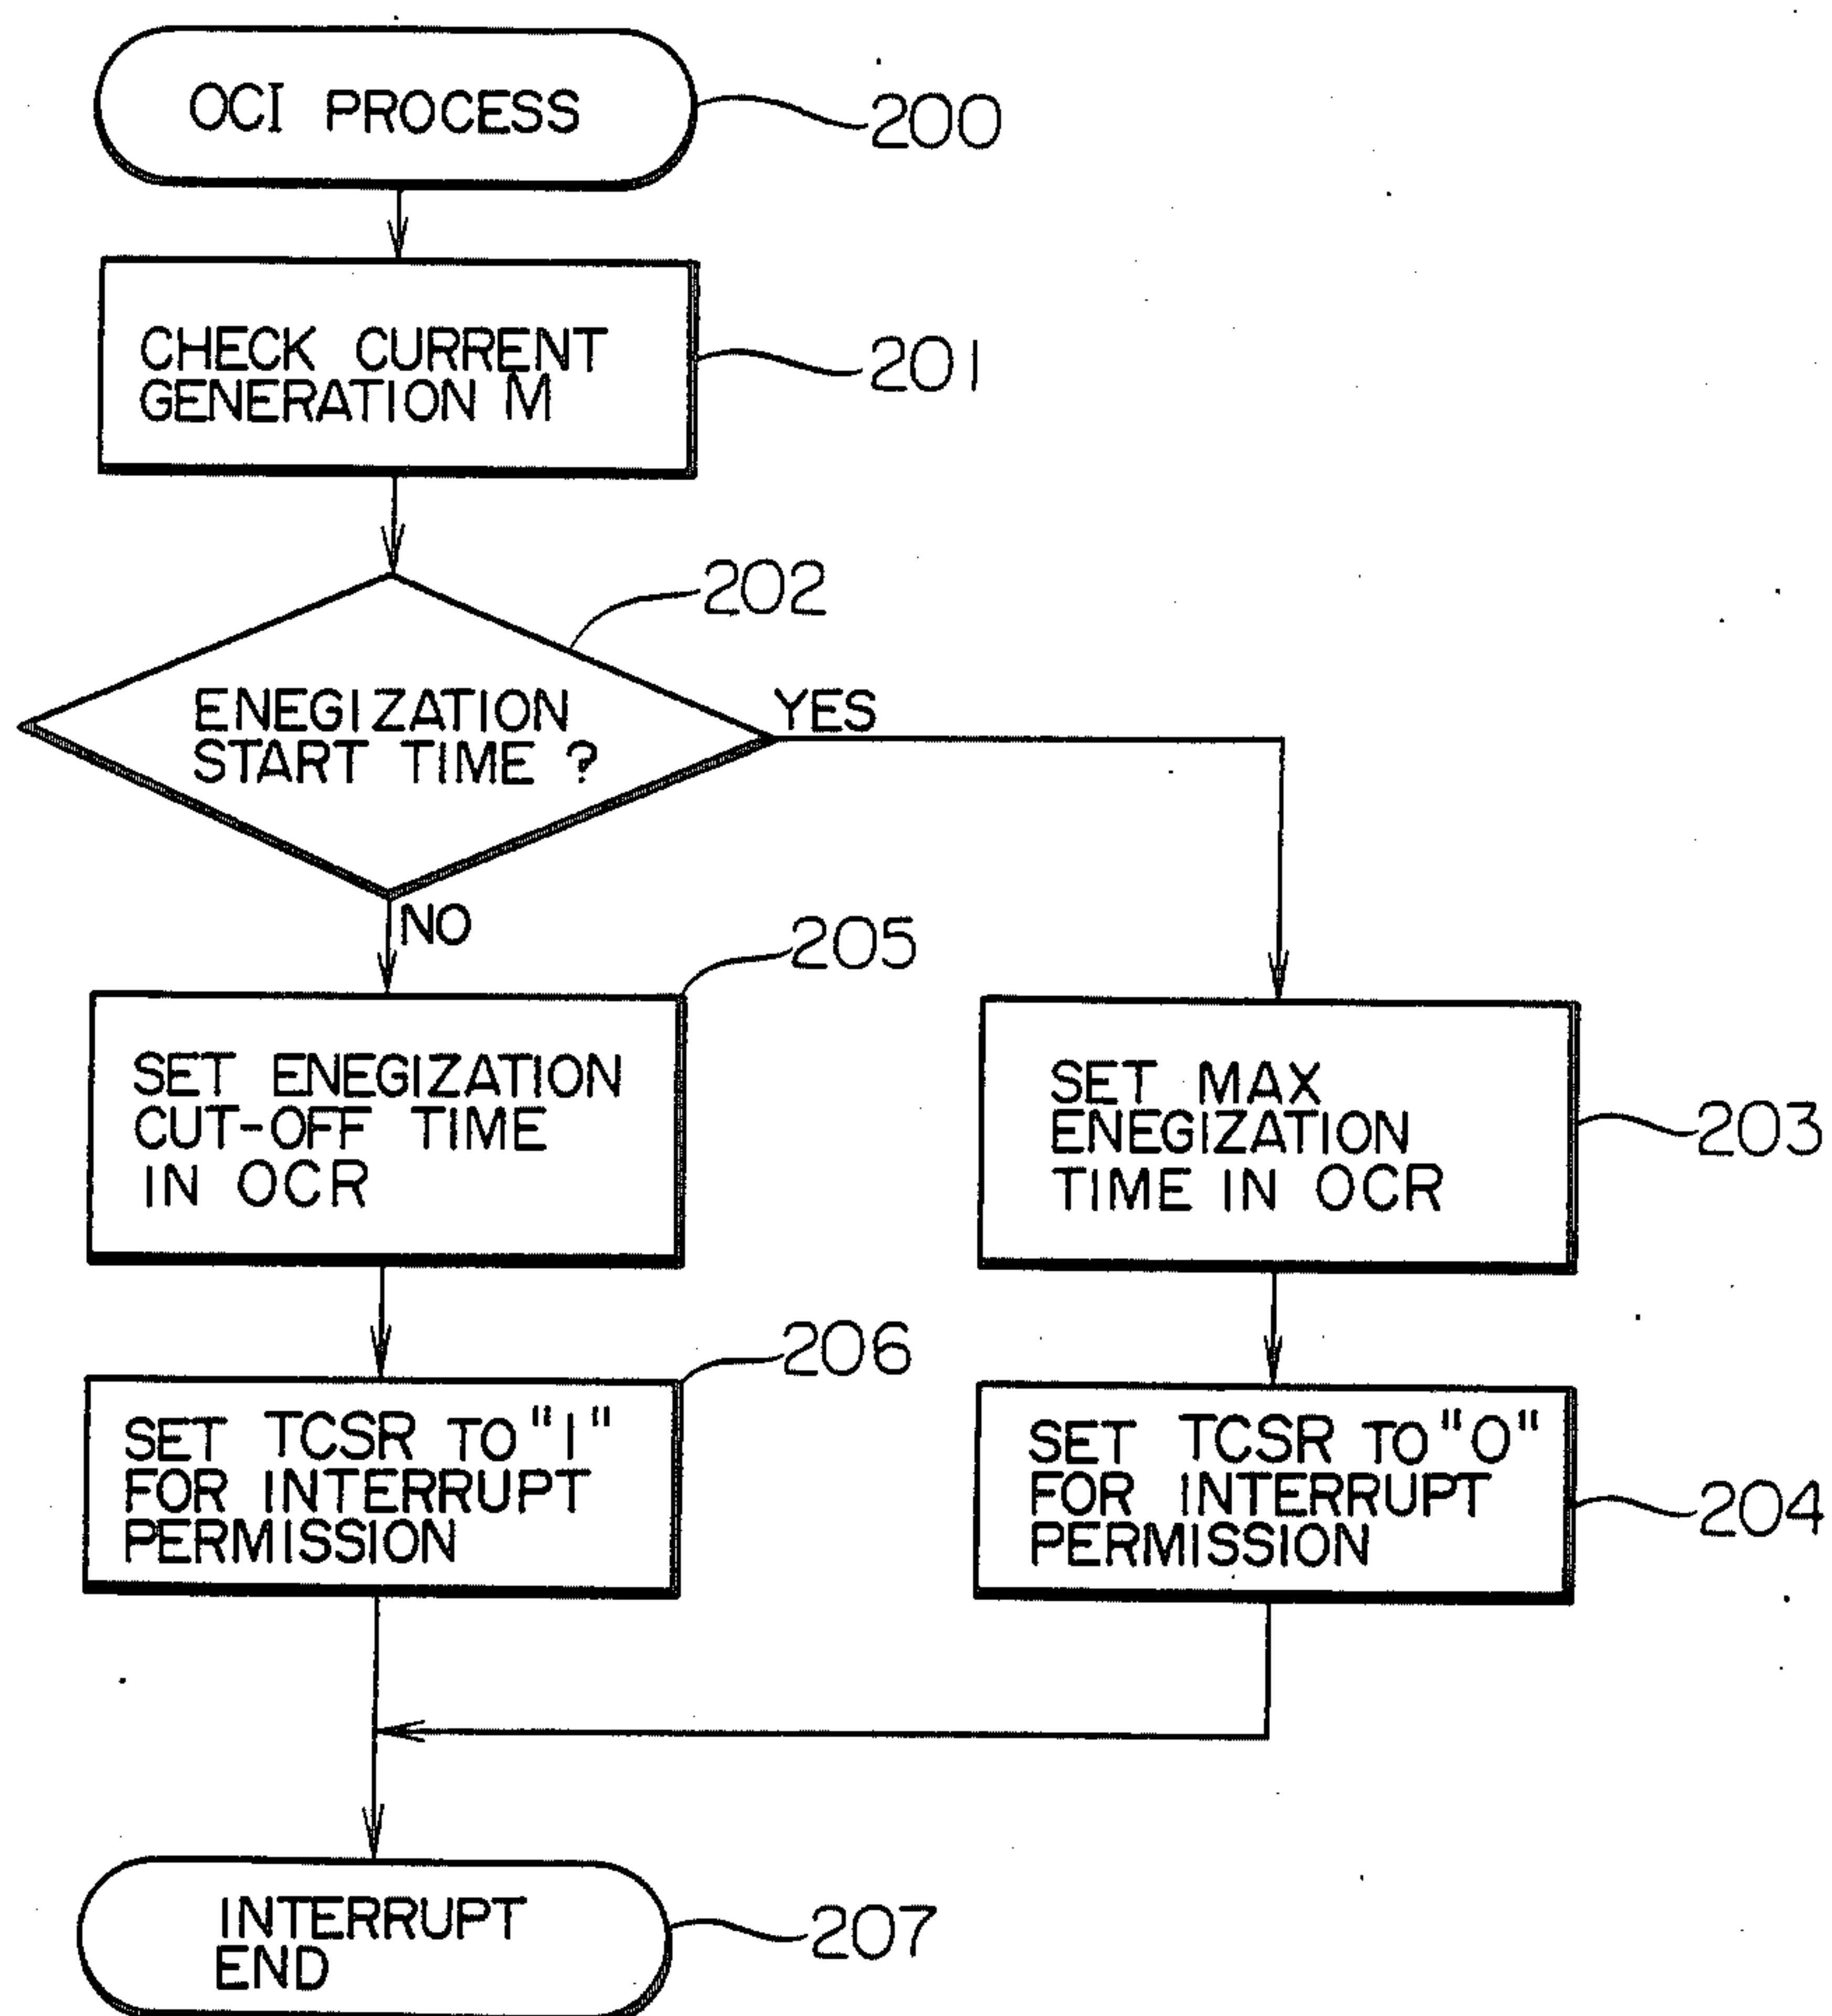 OCI PROCESS
200
CHECK CURRENT
GENERATION M
201
202
ENEGIZATION
START TIME ?
YES
NO
205
SET ENEGIZATION
CUT-OFF TIME
IN OCR
SET MAX
ENEGIZATION
TIME IN OCR
203
206
SET TCSR TO "1"
FOR INTERRUPT
PERMISSION
SET TCSR TO "0"
FOR INTERRUPT
PERMISSION
204
INTERRUPT
END
207